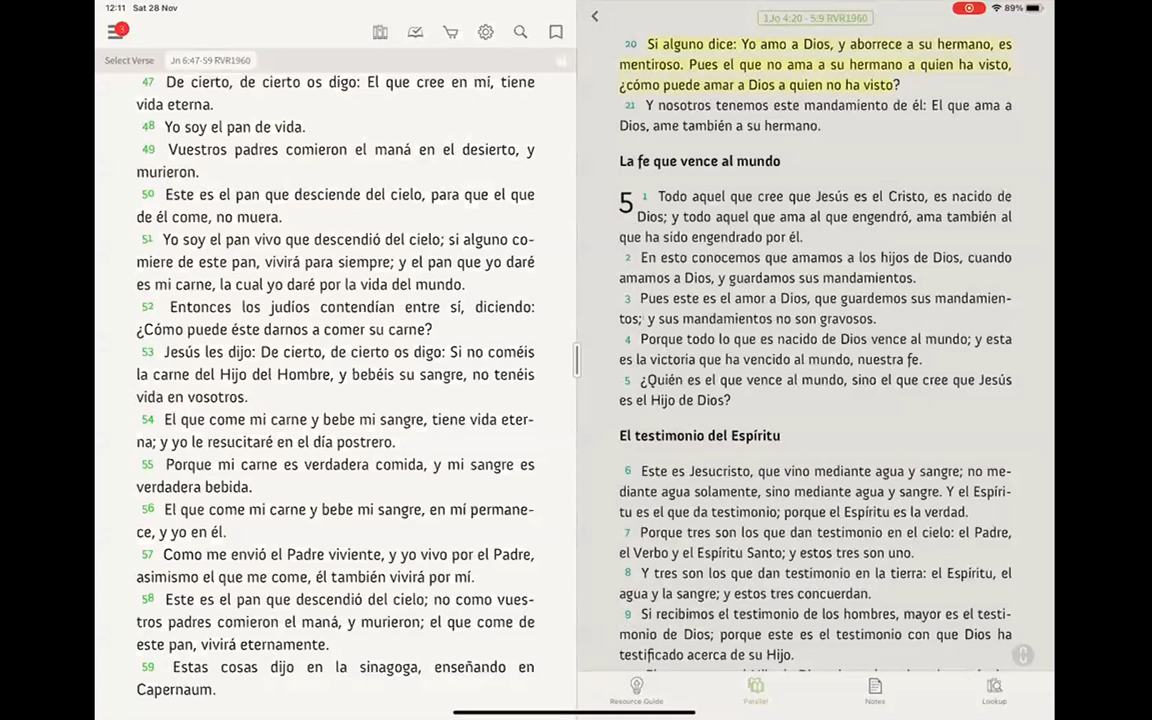 12:11 Sat 28 Nov
3
Select Verse Jn 6:47-59 RVR1960
47 De cierto, de cierto os digo: El que cree en mí, tiene
vida eterna.
48 Yo soy el pan de vida.
49 Vuestros padres comieron el maná en el desierto, y
murieron.
50 Este es el pan que desciende del cielo, para que el que
de él come, no muera.
51 Yo soy el pan vivo que descendió del cielo; si alguno co-
miere de este pan, vivirá para siempre; y el pan que yo daré
es mi carne, la cual yo daré por la vida del mundo.
52 Entonces los judíos contendían entre sí, diciendo:
¿Cómo puede éste darnos a comer su carne?
53 Jesús les dijo: De cierto, de cierto os digo: Si no coméis
la carne del Hijo del Hombre, y bebéis su sangre, no tenéis
vida en vosotros.
54 El que come mi carne y bebe mi sangre, tiene vida eter-
na; y yo le resucitaré en el día postrero.
55 Porque mi carne es verdadera comida, y mi sangre es
verdadera bebida.
56 El que come mi carne y bebe mi sangre, en mí permane-
ce, y yo en él.
57 Como me envió el Padre viviente, y yo vivo por el Padre,
asimismo el que me come, él también vivirá por mí.
58 Este es el pan que descendió del cielo; no como vues-
tros padres comieron el maná, y murieron; el que come de
este pan, vivirá eternamente.
59 Estas cosas dijo en la sinagoga, enseñando en
Capernaum.
89%
1Jo 4:20 - 5:9 RVR1960
20 Si alguno dice: Yo amo a Dios, y aborrece a su hermano, es
mentiroso. Pues el que no ama a su hermano a quien ha visto,
¿cómo puede amar a Dios a quien no ha visto?
21 Y nosotros tenemos este mandamiento de él: El que ama a
Dios, ame también a su hermano.
La fe que vence al mundo
5 1 Todo aquel que cree que Jesús es el Cristo, es nacido de
Dios; y todo aquel que ama al que engendró, ama también al
que ha sido engendrado por él.
2 En esto conocemos que amamos a los hijos de Dios, cuando
amamos a Dios, y guardamos sus mandamientos.
3 Pues este es el amor a Dios, que guardemos sus mandamien-
tos; y sus mandamientos no son gravosos.
4 Porque todo lo que es nacido de Dios vence al mundo; y esta
es la victoria que ha vencido al mundo, nuestra fe.
5 ¿Quién es el que vence al mundo, sino el que cree que Jesús
es el Hijo de Dios?
El testimonio del Espíritu
6 Este es Jesucristo, que vino mediante agua y sangre; no me-
diante agua solamente, sino mediante agua y sangre. Y el Espíri-
tu es el que da testimonio; porque el Espíritu es la verdad.
7 Porque tres son los que dan testimonio en el cielo: el Padre,
el Verbo y el Espíritu Santo; y estos tres son uno.
8 Y tres son los que dan testimonio en la tierra: el Espíritu, el
agua y la sangre; y estos tres concuerdan.
9 Si recibimos el testimonio de los hombres, mayor es el testi-
monio de Dios; porque este es el testimonio con que Dios ha
testificado acerca de su Hijo.
Resource Guide Parallel Notes Lookup